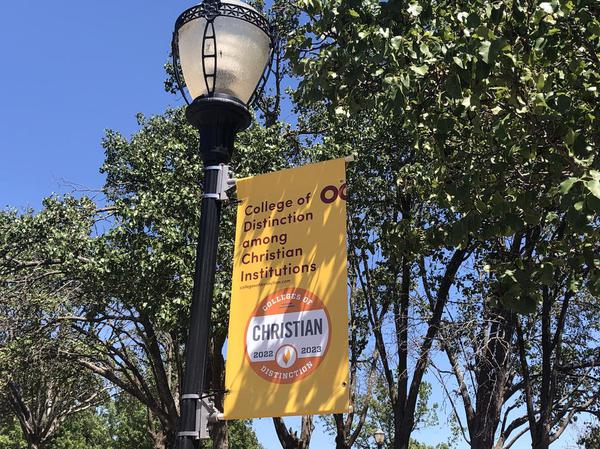 OC
College of
Distinction
among
Christian
Institutions
COLLEGES OF
CHRISTIAN
2022 2023
DISTINCTION